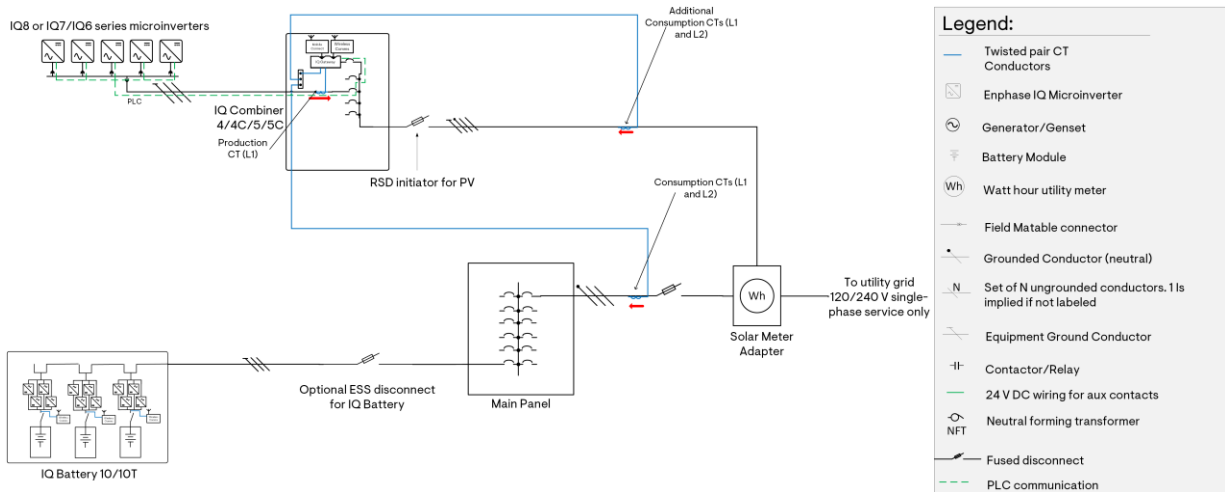 IQ8 or IQ7/IQ6 series microinverters
PLC
IQ Gateway
IQ Combiner
4/4C/5/5C
Production
CT (L1)
RSD initiator for PV
Additional
Consumption CTs (L1
and L2)
Consumption CTs (L1
and L2)
Wh
Solar Meter
Adapter
To utility grid
120/240 V single-
phase service only
Main Panel
Optional ESS disconnect
for IQ Battery
IQ Battery 10/10T
Legend:
Twisted pair CT
Conductors
Enphase IQ Microinverter
Generator/Genset
Battery Module
Wh
Watt hour utility meter
Field Matable connector
Grounded Conductor (neutral)
N
Set of N ungrounded conductors. 1 Is
implied if not labeled
Equipment Ground Conductor
Contactor/Relay
24 V DC wiring for aux contacts
NFT
Neutral forming transformer
Fused disconnect
PLC communication